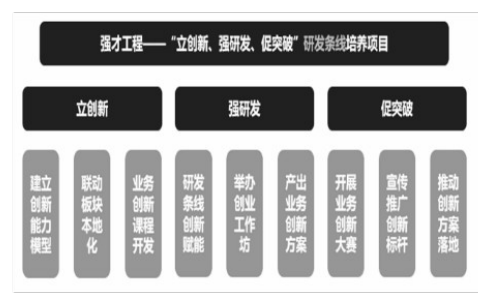 强才工程——“立创新、强研发、促突破”研发条线培养项目
立创新
强研发
促突破
建立
创新
能力
模型
联动
板块
本地
化
业务
创新
课程
开发
研发
条线
创新
赋能
举办
创业
工作
坊
产出
业务
创新
方案
开展
业务
创新
大赛
宣传
推广
创新
标杆
推动
创新
方案
落地